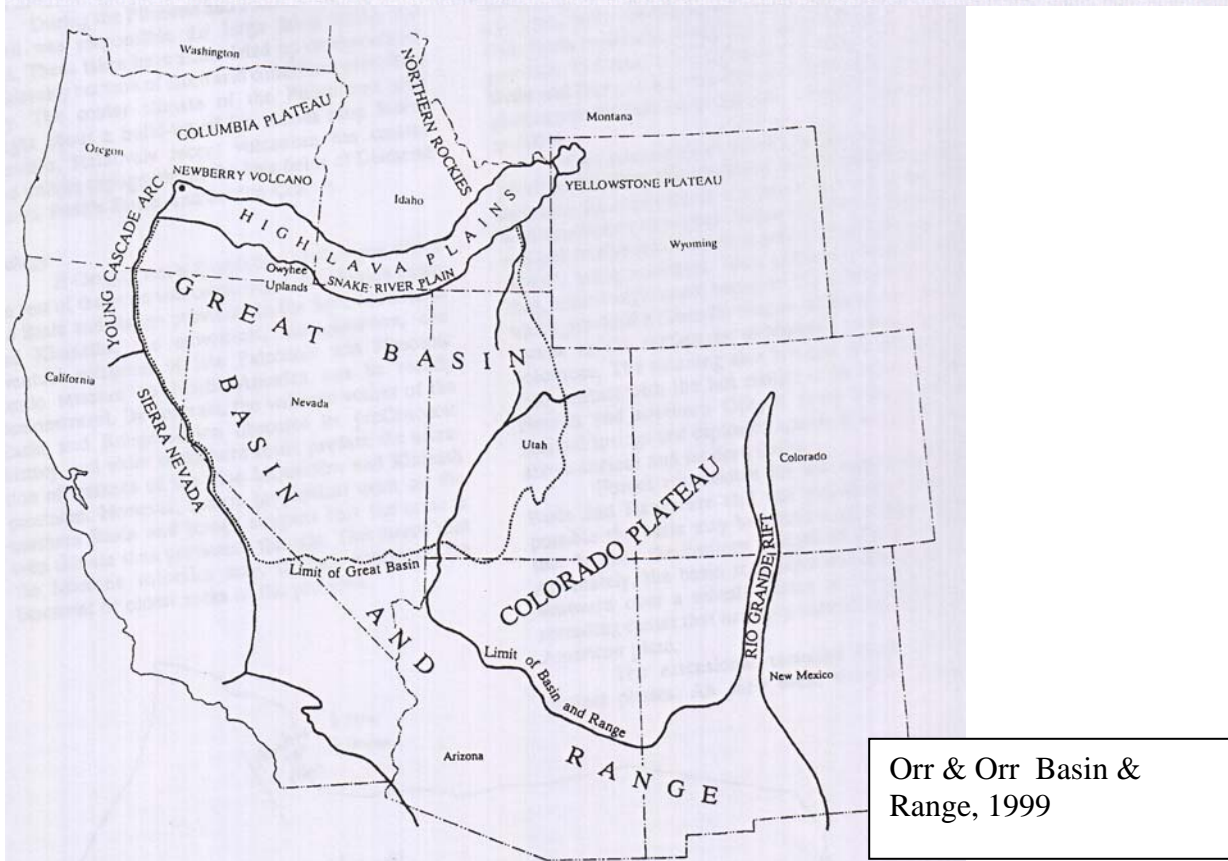 Washington
Montana
NORTHERN ROCKIES
COLUMBIA PLATEAU
Oregon
NEWBERRY VOLCANO
YELLOWSTONE PLATEAU
Idaho
HIGH LAVA PLAINS
Wyoming
YOUNG CASCADE ARC
Owyhee
Uplands
SNAKE RIVER PLAIN
GREAT BASIN
California
Nevada
BASIN
SIERRA NEVADA
Utah
Colorado
COLORADO PLATEAU
Limit of Great Basin
RIO GRANDE RIFT
AND
Limit of Basin and Range
New Mexico
Arizona
RANGE
Orr & Orr Basin &
Range, 1999